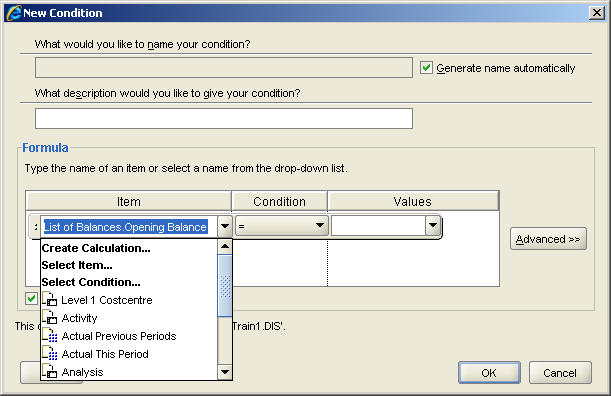 New Condition
What would you like to name your condition?
Generate name automatically
What description would you like to give your condition?
Formula
Type the name of an item or select a name from the drop-down list.
Item Condition Values
List of Balances.Opening Balance =
Advanced >>
Create Calculation...
Select Item...
Select Condition...
Level 1 Costcentre
Activity
Actual Previous Periods
Actual This Period
Analysis
This Train1.DIS'.
OK Cancel